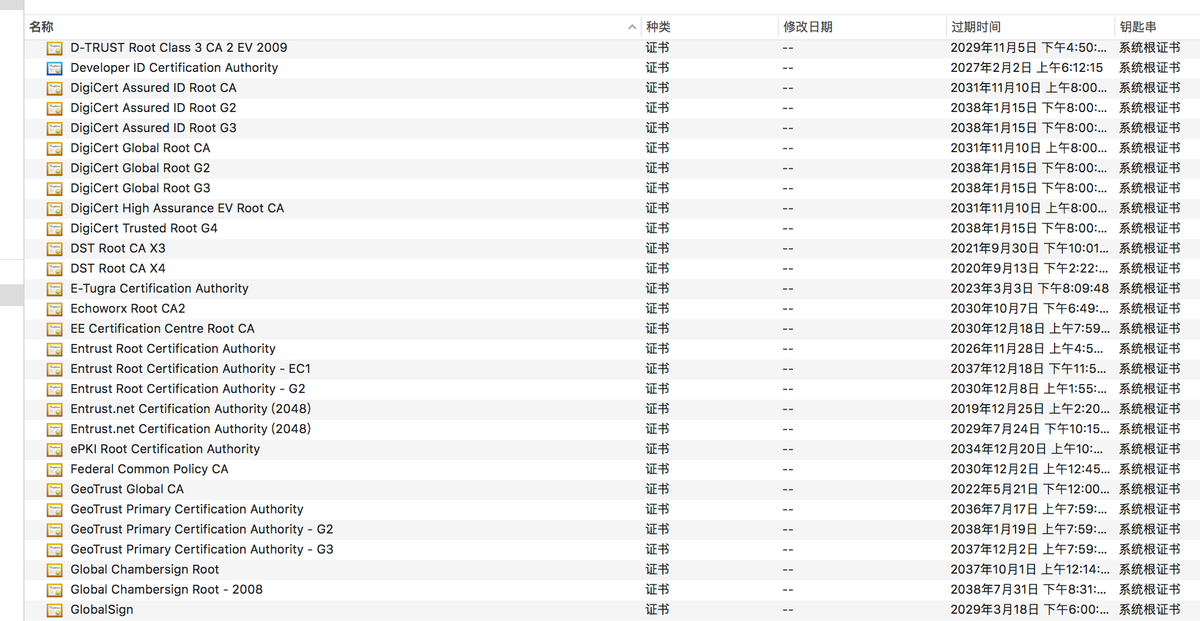 名称 种类 修改日期 过期时间 钥匙串
D-TRUST Root Class 3 CA 2 EV 2009 证书 -- 2029年11月5日 下午4:50:... 系统根证书
Developer ID Certification Authority 证书 -- 2027年2月2日 上午6:12:15 系统根证书
DigiCert Assured ID Root CA 证书 -- 2031年11月10日 上午8:00... 系统根证书
DigiCert Assured ID Root G2 证书 -- 2038年1月15日 下午8:00:... 系统根证书
DigiCert Assured ID Root G3 证书 -- 2038年1月15日 下午8:00:... 系统根证书
DigiCert Global Root CA 证书 -- 2031年11月10日 上午8:00... 系统根证书
DigiCert Global Root G2 证书 -- 2038年1月15日 下午8:00:... 系统根证书
DigiCert Global Root G3 证书 -- 2038年1月15日 下午8:00:... 系统根证书
DigiCert High Assurance EV Root CA 证书 -- 2031年11月10日 上午8:00... 系统根证书
DigiCert Trusted Root G4 证书 -- 2038年1月15日 下午8:00:... 系统根证书
DST Root CA X3 证书 -- 2021年9月30日 下午10:01... 系统根证书
DST Root CA X4 证书 -- 2020年9月13日 下午2:22:... 系统根证书
E-Tugra Certification Authority 证书 -- 2023年3月3日 下午8:09:48 系统根证书
Echoworx Root CA2 证书 -- 2030年10月7日 下午6:49:... 系统根证书
EE Certification Centre Root CA 证书 -- 2030年12月18日 上午7:59... 系统根证书
Entrust Root Certification Authority 证书 -- 2026年11月28日 上午4:5... 系统根证书
Entrust Root Certification Authority - EC1 证书 -- 2037年12月18日 下午11:5... 系统根证书
Entrust Root Certification Authority - G2 证书 -- 2030年12月8日 上午1:55:... 系统根证书
Entrust.net Certification Authority (2048) 证书 -- 2019年12月25日 上午2:20... 系统根证书
Entrust.net Certification Authority (2048) 证书 -- 2029年7月24日 下午10:15... 系统根证书
ePKI Root Certification Authority 证书 -- 2034年12月20日 上午10:... 系统根证书
Federal Common Policy CA 证书 -- 2030年12月2日 上午12:45... 系统根证书
GeoTrust Global CA 证书 -- 2022年5月21日 下午12:00... 系统根证书
GeoTrust Primary Certification Authority 证书 -- 2036年7月17日 上午7:59:... 系统根证书
GeoTrust Primary Certification Authority - G2 证书 -- 2038年1月19日 上午7:59:... 系统根证书
GeoTrust Primary Certification Authority - G3 证书 -- 2037年12月2日 上午7:59:... 系统根证书
Global Chambersign Root 证书 -- 2037年10月1日 上午12:14:... 系统根证书
Global Chambersign Root - 2008 证书 -- 2038年7月31日 下午8:31:... 系统根证书
GlobalSign 证书 -- 2029年3月18日 下午6:00:... 系统根证书